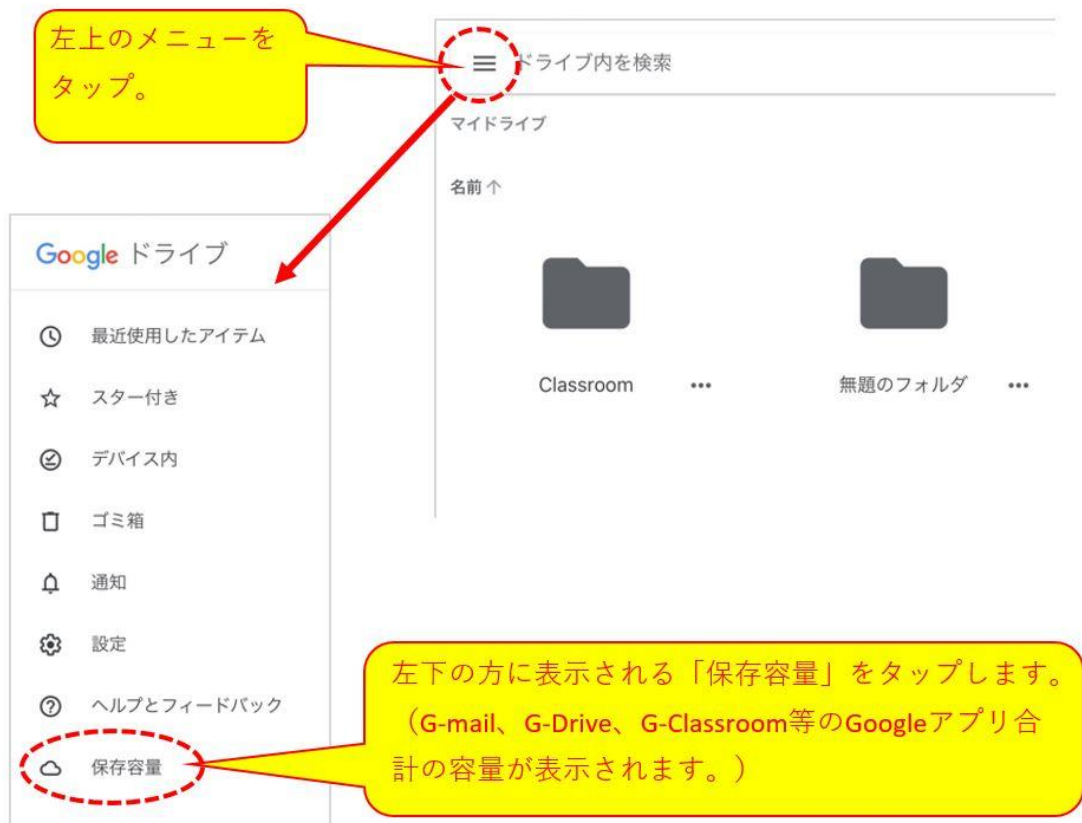 左上のメニューを
タップ。
ドライブ内を検索
マイドライブ
名前 ↑
Classroom
無題のフォルダ
Google ドライブ
最近使用したアイテム
スター付き
デバイス内
ゴミ箱
通知
設定
ヘルプとフィードバック
保存容量
左下の方に表示される「保存容量」をタップします。
（G-mail、G-Drive、G-Classroom等のGoogleアプリ合
計の容量が表示されます。）